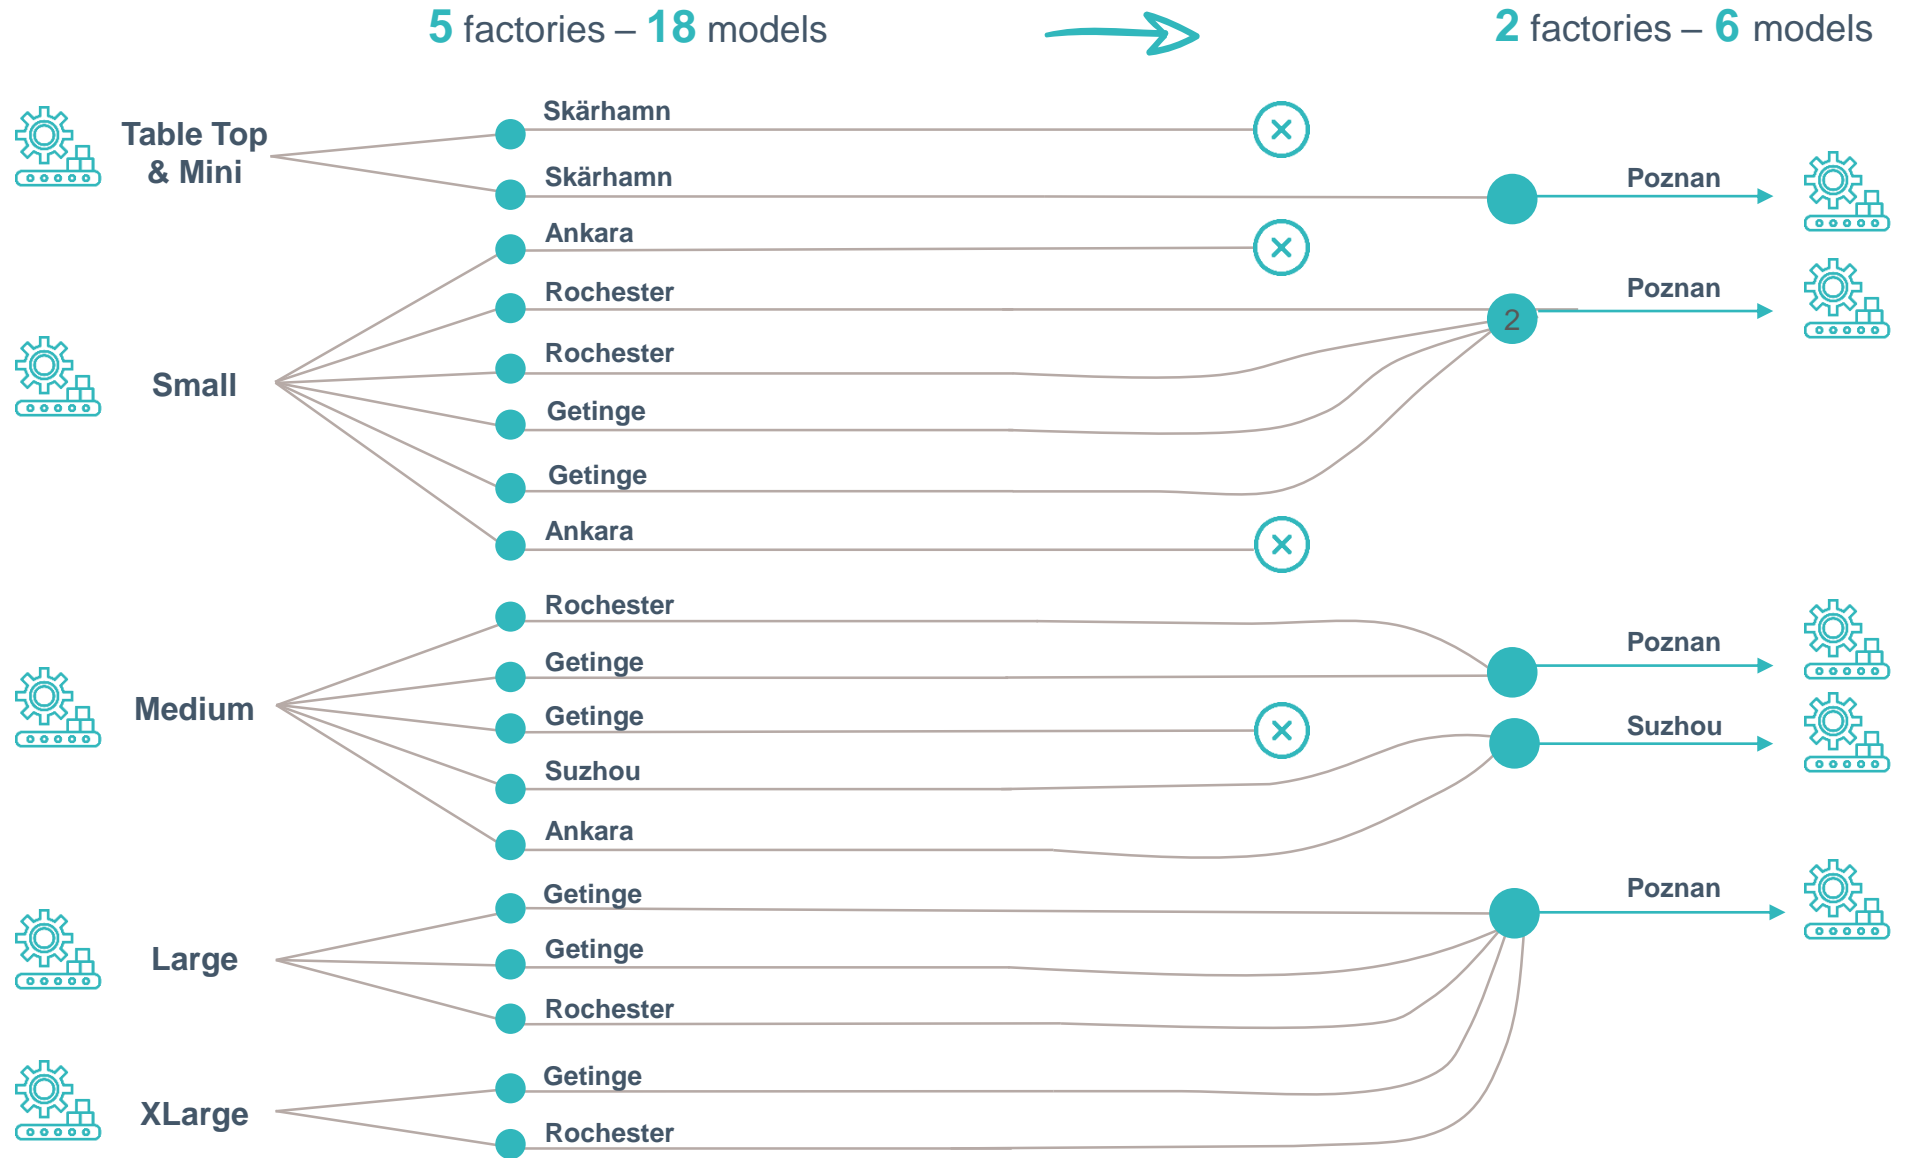 5 factories – 18 models
2 factories – 6 models
Table Top
& Mini
Skärhamn
Skärhamn
Poznan
Small
Ankara
Rochester
Rochester
Getinge
Getinge
Ankara
2
Poznan
Medium
Rochester
Getinge
Getinge
Suzhou
Ankara
Poznan
Suzhou
Large
Getinge
Getinge
Rochester
Poznan
XLarge
Getinge
Rochester